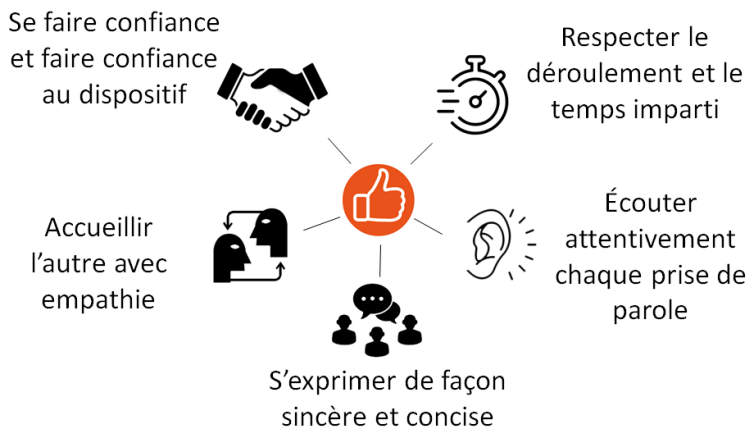 Se faire confiance
et faire confiance
au dispositif
Respecter le
déroulement et le
temps imparti
Accueillir
l'autre avec
empathie
Écouter
attentivement
chaque prise de
parole
S'exprimer de façon
sincère et concise